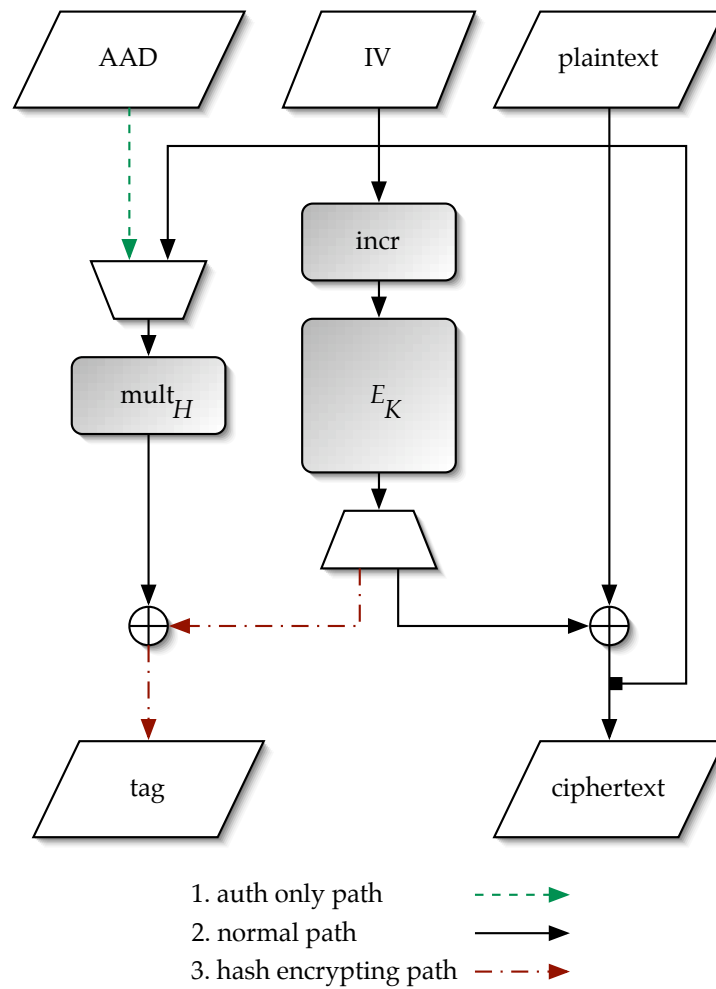 AAD
IV
plaintext
incr
mult_H
E_K
tag
ciphertext
1. auth only path
2. normal path
3. hash encrypting path